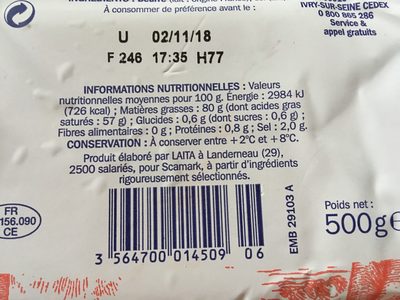 À consommer de préférence avant le :
IVRY-SUR-SEINE CEDEX
0 800 865 286
Service &
appel gratuits
U 02/11/18
F 246 17:35 H77
INFORMATIONS NUTRITIONNELLES : Valeurs
nutritionnelles moyennes pour 100 g. Énergie : 2984 kJ
(726 kcal) ; Matières grasses : 80 g (dont acides gras
saturés : 57 g) ; Glucides : 0,6 g (dont sucres : 0,6 g) ;
Fibres alimentaires : 0 g ; Protéines : 0,8 g ; Sel : 2,0 g.
CONSERVATION : À conserver entre +2°C et +8°C.
Produit élaboré par LAITA à Landerneau (29),
2500 salariés, pour Scamark, à partir d'ingrédients
rigoureusement sélectionnés.
FR
156.090
CE
EMB 29103 A
Poids net :
500g e
3 564700 014509 06